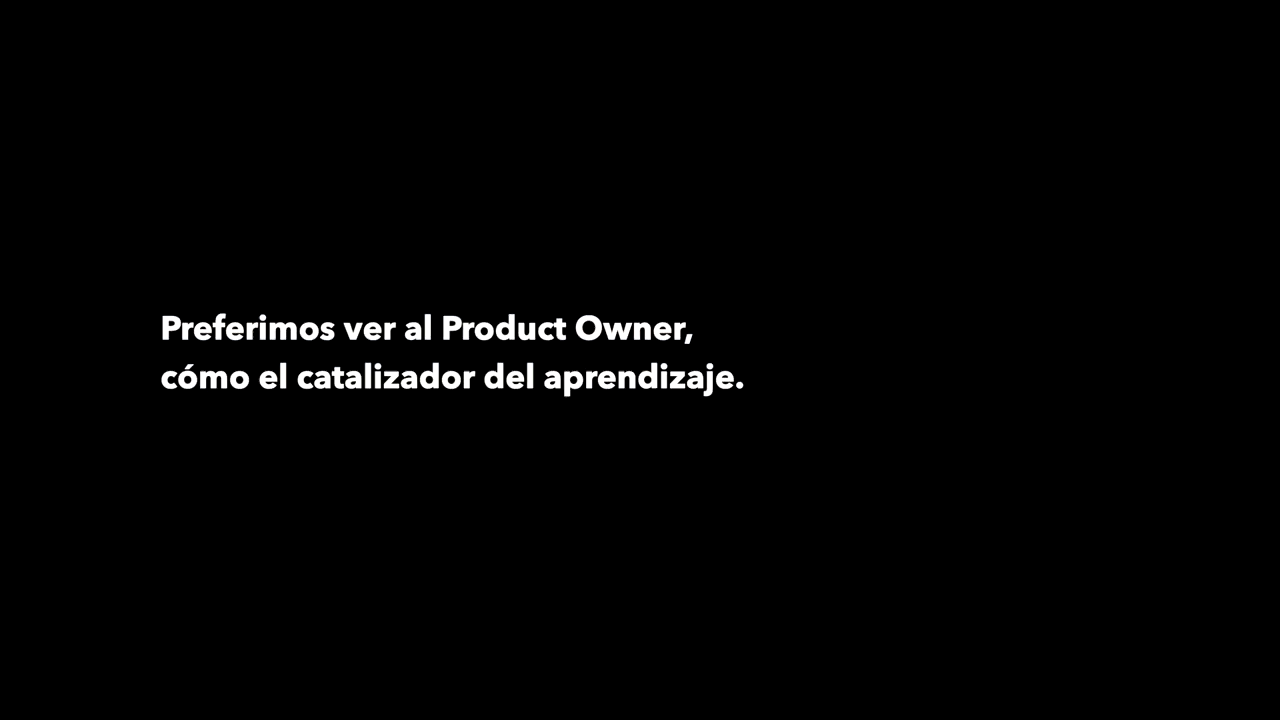 Preferimos ver al Product Owner,
cómo el catalizador del aprendizaje.